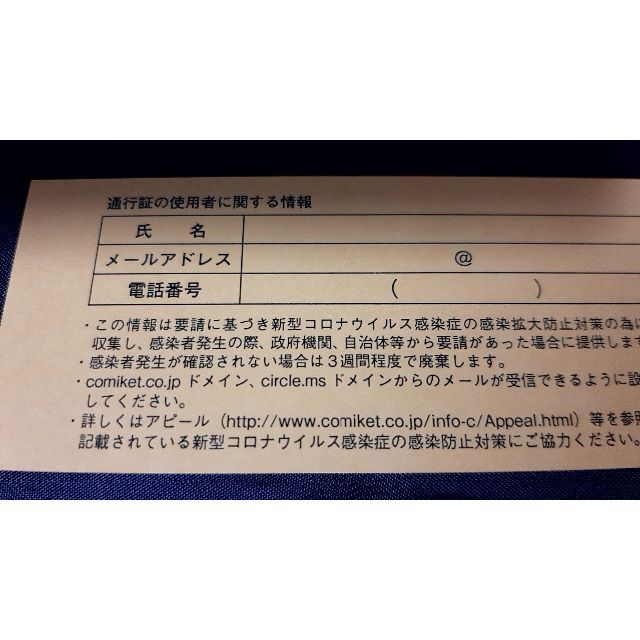 通行証の使用者に関する情報
氏　名
メールアドレス　＠
電話番号　（　　）
・この情報は要請に基づき新型コロナウイルス感染症の感染拡大防止対策の為に
収集し、感染者発生の際、政府機関、自治体等から要請があった場合に提供しま
・感染者発生が確認されない場合は３週間程度で廃棄します。
・comiket.co.jp ドメイン、circle.ms ドメインからのメールが受信できるように設
してください。
・詳しくはアピール（http://www.comiket.co.jp/info-c/Appeal.html）等を参照
記載されている新型コロナウイルス感染症の感染防止対策にご協力ください。